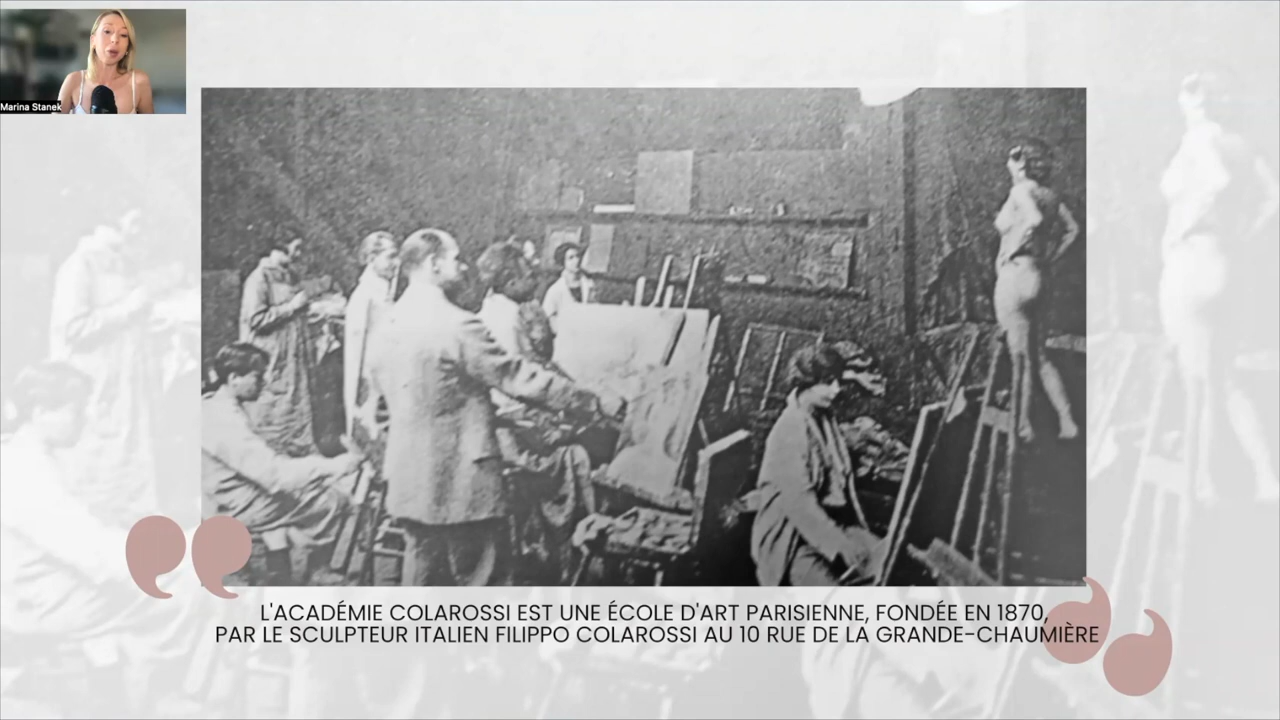 Marina Stanek
L'ACADÉMIE COLAROSSI EST UNE ÉCOLE D'ART PARISIENNE, FONDÉE EN 1870,
PAR LE SCULPTEUR ITALIEN FILIPPO COLAROSSI AU 10 RUE DE LA GRANDE-CHAUMIÈRE